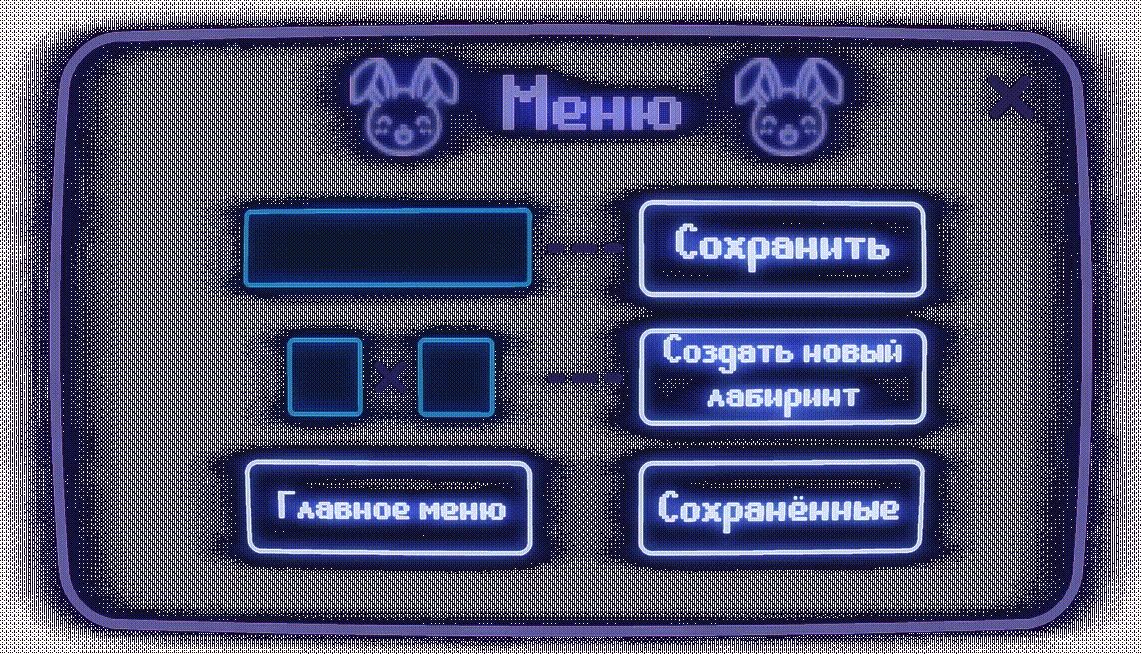 Меню
×
Сохранить
×
Создать новый
лабиринт
Главное меню
Сохранённые